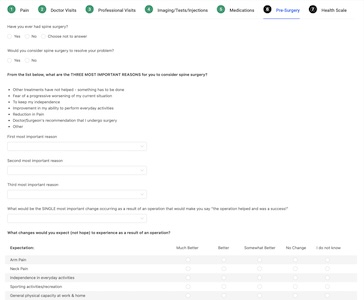 1 Pain 2 Doctor Visits 3 Professional Visits 4 Imaging/Tests/Injections 5 Medications 6 Pre-Surgery 7 Health Scale
Have you ever had spine surgery?
Yes No Choose not to answer
Would you consider spine surgery to resolve your problem?
Yes No
From the list below, what are the THREE MOST IMPORTANT REASONS for you to consider spine surgery?
• Other treatments have not helped - something has to be done
• Fear of a progressive worsening of my current situation
• To keep my independence
• Improvement in my ability to perform everyday activities
• Reduction in Pain
• Doctor/Surgeon's recommendation that I undergo surgery
• Other
First most important reason
Second most important reason
Third most important reason
What would be the SINGLE most important change occurring as a result of an operation that would make you say "the operation helped and was a success"?
What changes would you expect (not hope) to experience as a result of an operation?
Expectation: Much Better Better Somewhat Better No Change I do not know
Arm Pain
Neck Pain
Independence in everyday activities
Sporting activities/recreation
General physical capacity at work & home